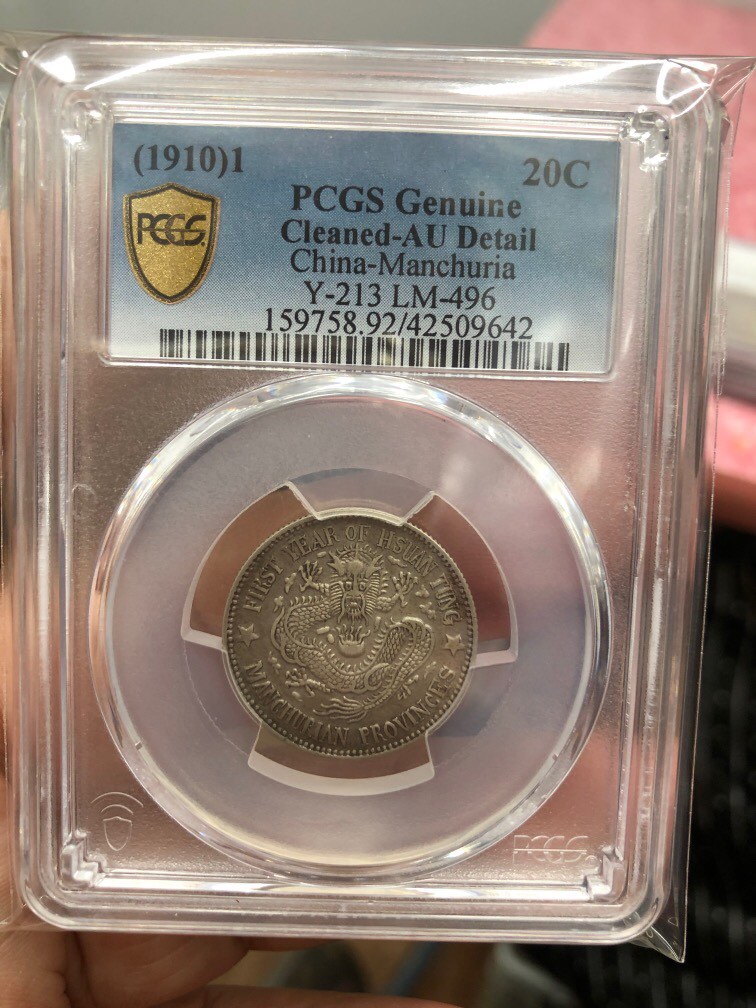 (1910)1
20C
PCGS
PCGS Genuine
Cleaned-AU Detail
China-Manchuria
Y-213 LM-496
159758.92/42509642
FIRST YEAR OF HSUAN TUNG
MANCHURIAN PROVINCES
PCGS